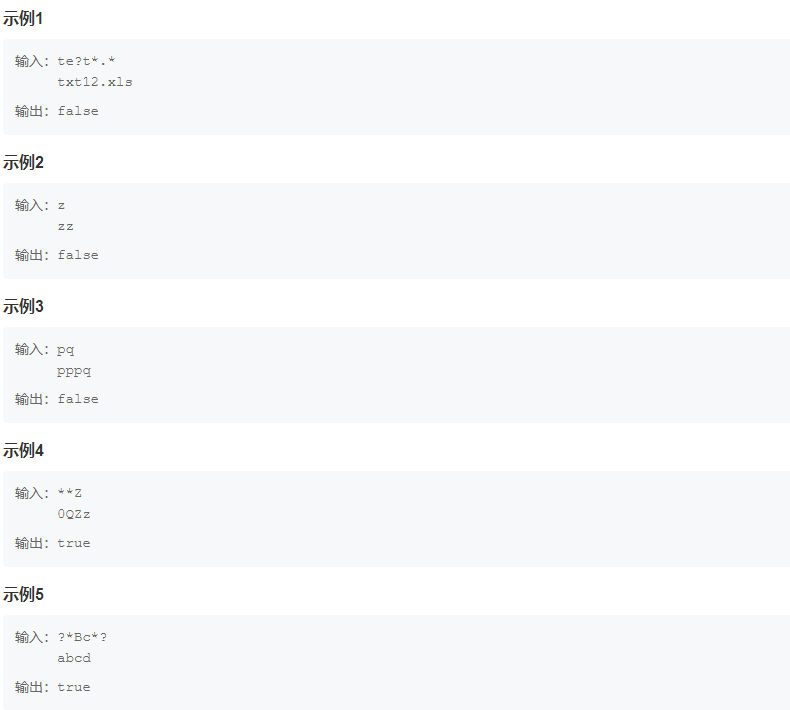 示例1
输入: te?t*.*
txt12.xls
输出: false
示例2
输入: z
zz
输出: false
示例3
输入: pq
pppq
输出: false
示例4
输入: **Z
0QZz
输出: true
示例5
输入: ?*Bc*?
abcd
输出: true